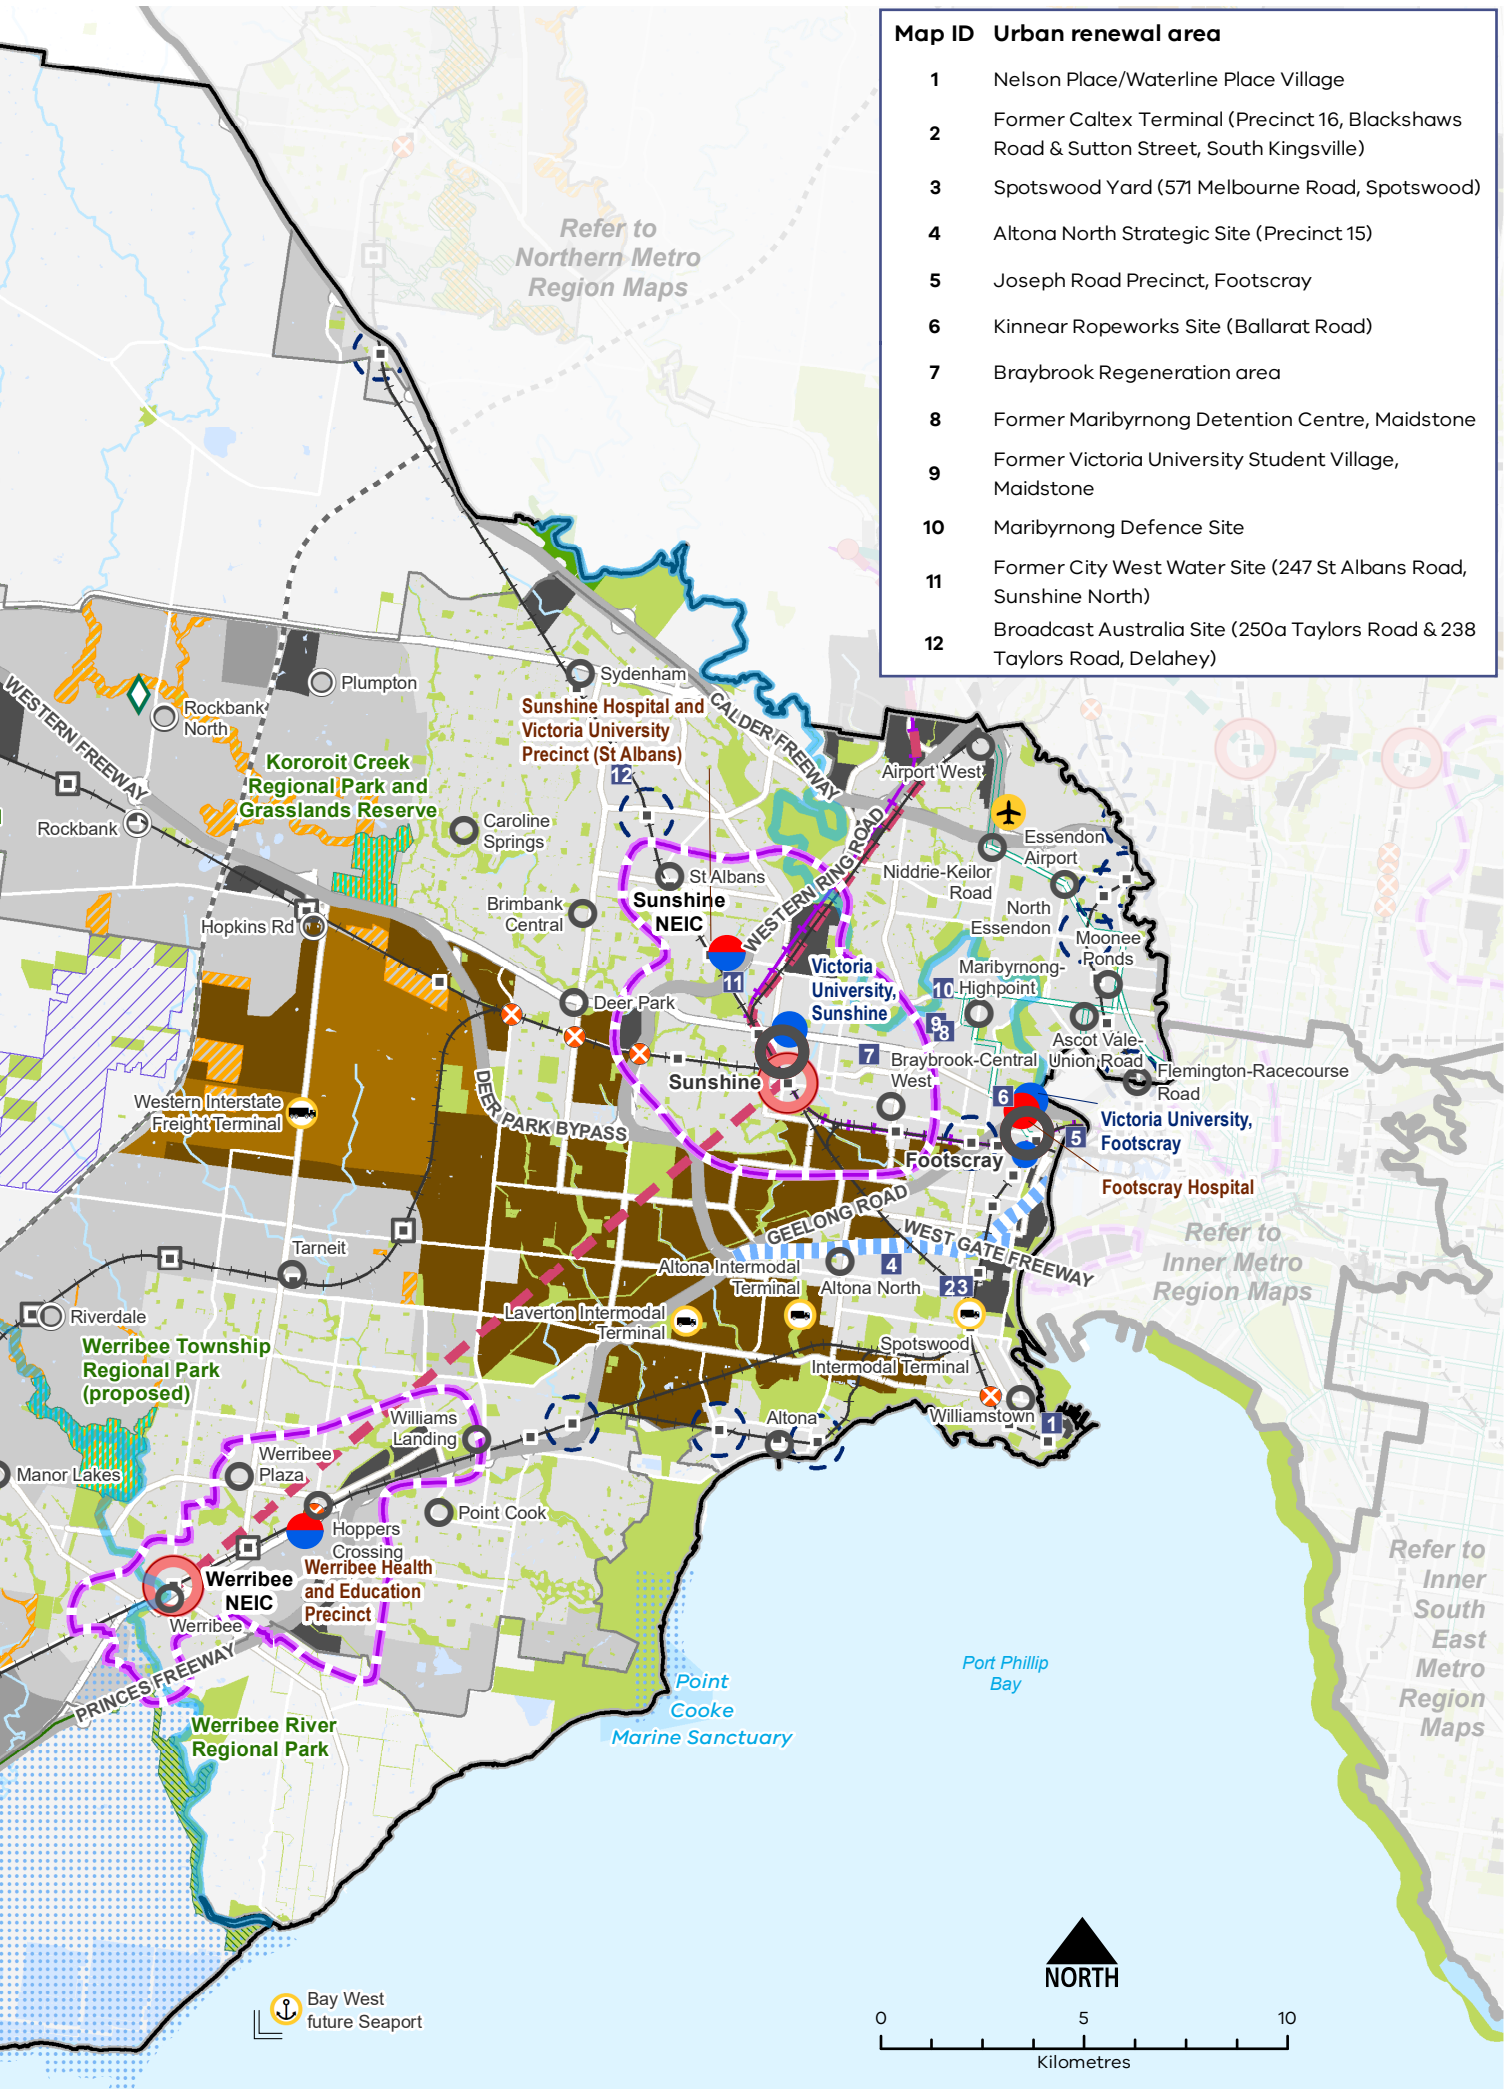 Map ID Urban renewal area
1 Nelson Place/Waterline Place Village
2 Former Caltex Terminal (Precinct 16, Blackshaws
Road & Sutton Street, South Kingsville)
3 Spotswood Yard (571 Melbourne Road, Spotswood)
4 Altona North Strategic Site (Precinct 15)
5 Joseph Road Precinct, Footscray
6 Kinnear Ropeworks Site (Ballarat Road)
7 Braybrook Regeneration area
8 Former Maribyrnong Detention Centre, Maidstone
9 Former Victoria University Student Village,
Maidstone
10 Maribyrnong Defence Site
11 Former City West Water Site (247 St Albans Road,
Sunshine North)
12 Broadcast Australia Site (250a Taylors Road & 238
Taylors Road, Delahey)
Refer to
Northern Metro
Region Maps
Sydenham
Plumpton
Rockbank
North
WESTERN FREEWAY
CALDER FREEWAY
Sunshine Hospital and
Victoria University
Precinct (St Albans)
12
Airport West
Kororoit Creek
Regional Park and
Grasslands Reserve
Rockbank
Caroline
Springs
Essendon
Airport
WESTERN RING ROAD
Niddrie-Keilor
Road
St Albans
Sunshine
NEIC
Brimbank
Central
North
Essendon
Hopkins Rd
Moonee
Ponds
Victoria
University,
Sunshine
Maribyrnong-
Highpoint
11
10
Deer Park
9
8
Ascot Vale-
Union Road
7
Braybrook-Central
West
Flemington-Racecourse
Road
Sunshine
6
Western Interstate
Freight Terminal
DEER PARK BYPASS
Victoria University,
Footscray
5
Footscray
Footscray Hospital
GEELONG ROAD
WEST GATE FREEWAY
Refer to
Inner Metro
Region Maps
Tarneit
Altona Intermodal
Terminal
4
Altona North
2
3
Riverdale
Laverton Intermodal
Terminal
Spotswood
Intermodal Terminal
Werribee Township
Regional Park
(proposed)
Williams
Landing
Altona
Williamstown
1
Werribee
Plaza
Manor Lakes
Point Cook
Hoppers
Crossing
Werribee
NEIC
Werribee Health
and Education
Precinct
Werribee
PRINCES FREEWAY
Refer to
Inner
South
East
Metro
Region
Maps
Port Phillip
Bay
Point
Cooke
Marine Sanctuary
Werribee River
Regional Park
NORTH
Bay West
future Seaport
0 5 10
Kilometres